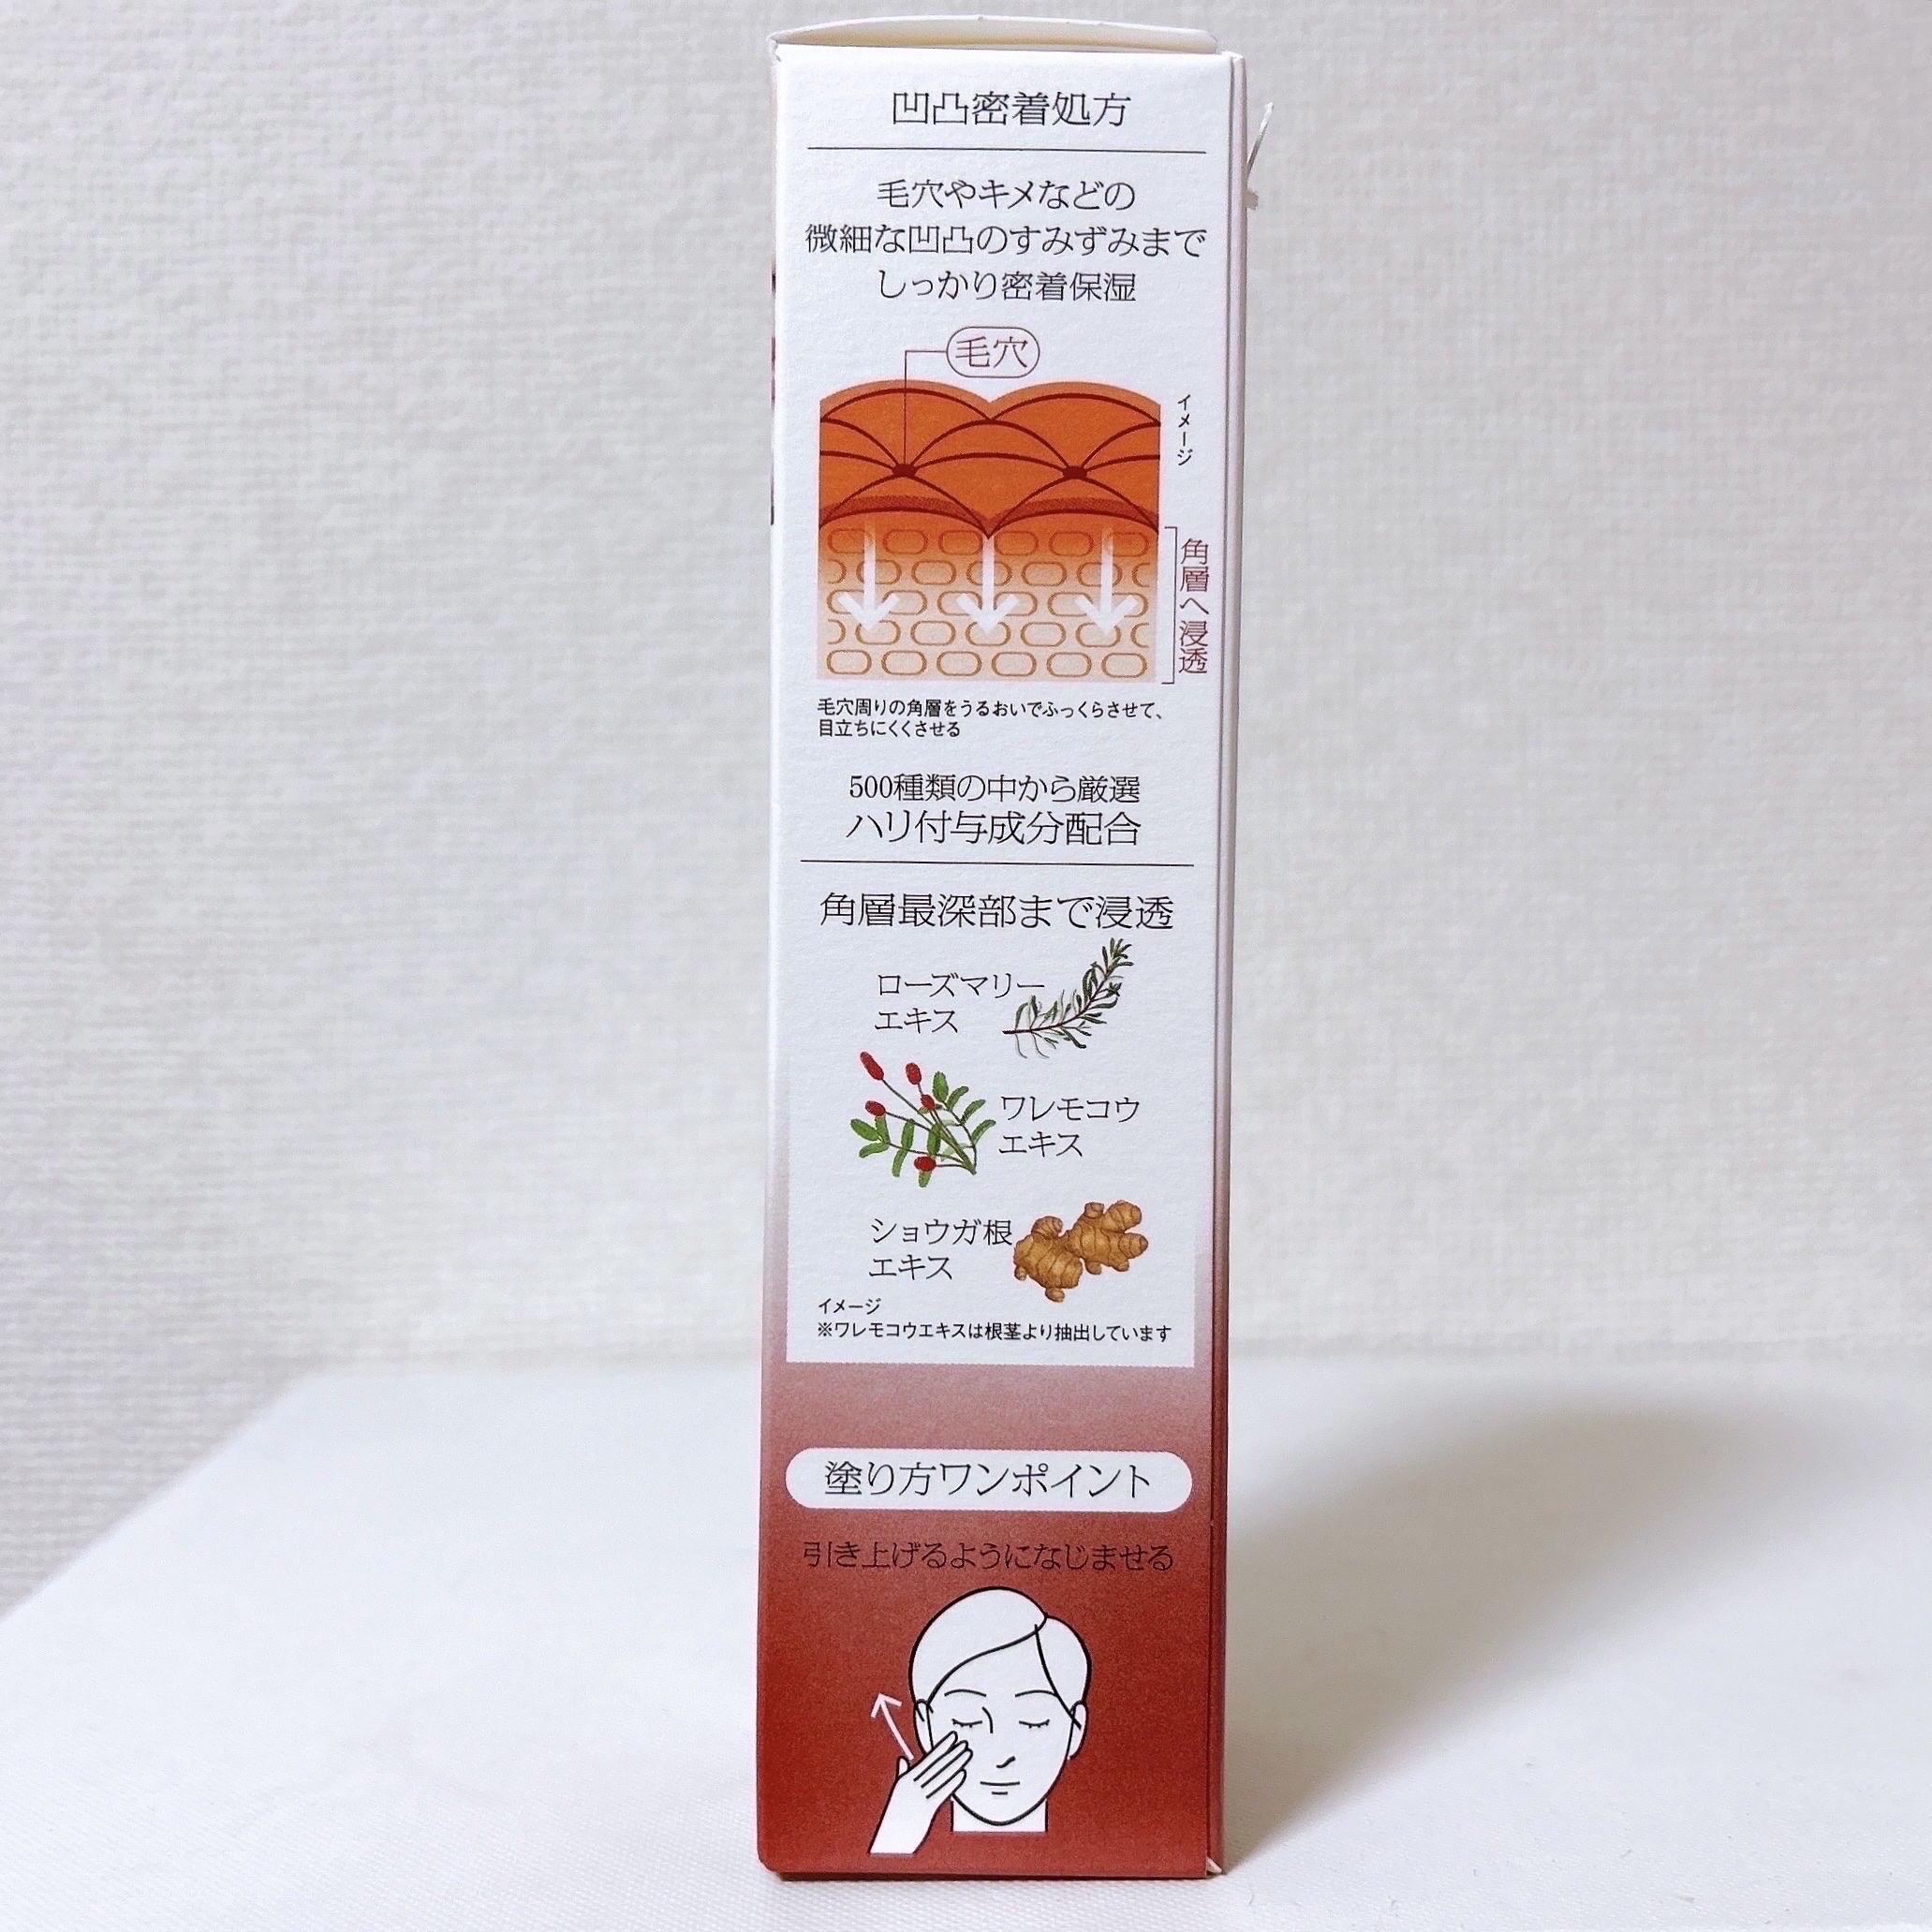 凹凸密着処方
毛穴やキメなどの
微細な凹凸のすみずみまで
しっかり密着保湿
毛穴
イメージ
角層へ浸透
毛穴周りの角層をうるおいでふっくらさせて、
目立ちにくくさせる
500種類の中から厳選
ハリ付与成分配合
角層最深部まで浸透
ローズマリー
エキス
ワレモコウ
エキス
ショウガ根
エキス
イメージ
※ワレモコウエキスは根茎より抽出しています
塗り方ワンポイント
引き上げるようになじませる